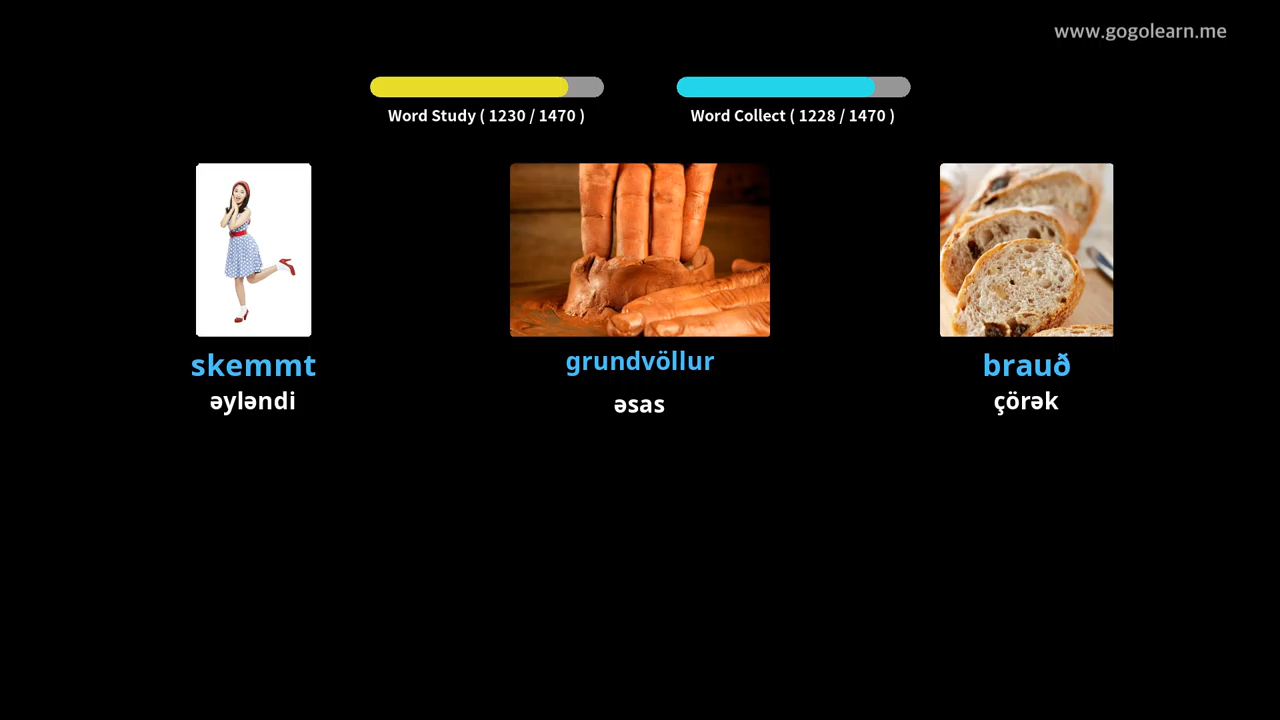 www.gogolearn.me
Word Study ( 1230 / 1470 )
Word Collect ( 1228 / 1470 )
skemmt
əyləndi
grundvöllur
əsas
brauð
çörək